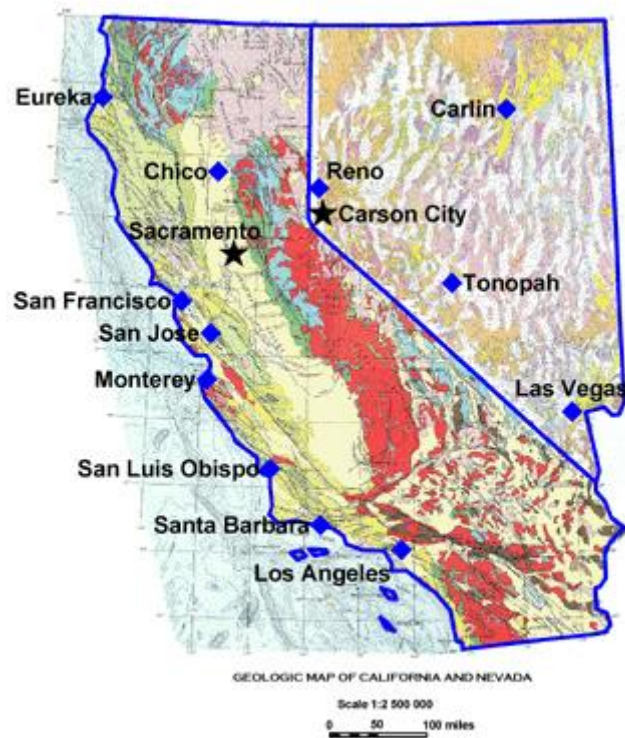 Eureka
Carlin
Chico
Reno
Carson City
Sacramento
Tonopah
San Francisco
San Jose
Monterey
Las Vegas
San Luis Obispo
Santa Barbara
Los Angeles
GEOLOGIC MAP OF CALIFORNIA AND NEVADA
Scale 1:2 500 000
0 50 100 miles